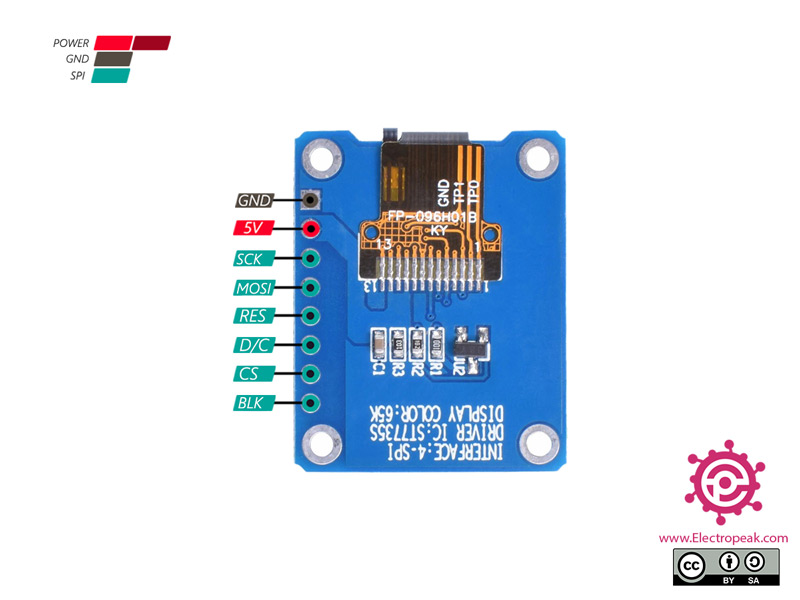 POWER
GND
SPI
GND
5V
SCK
MOSI
RES
D/C
CS
BLK
GND
TP1
TP0
FP-096H01B
KY
13
1
13
1
C1
R3
R2
R1
U2
INTERFACE:4-SPI
DRIVER IC:ST7735S
DISPLAY COLOR:65K
www.Electropeak.com
cc
BY
SA